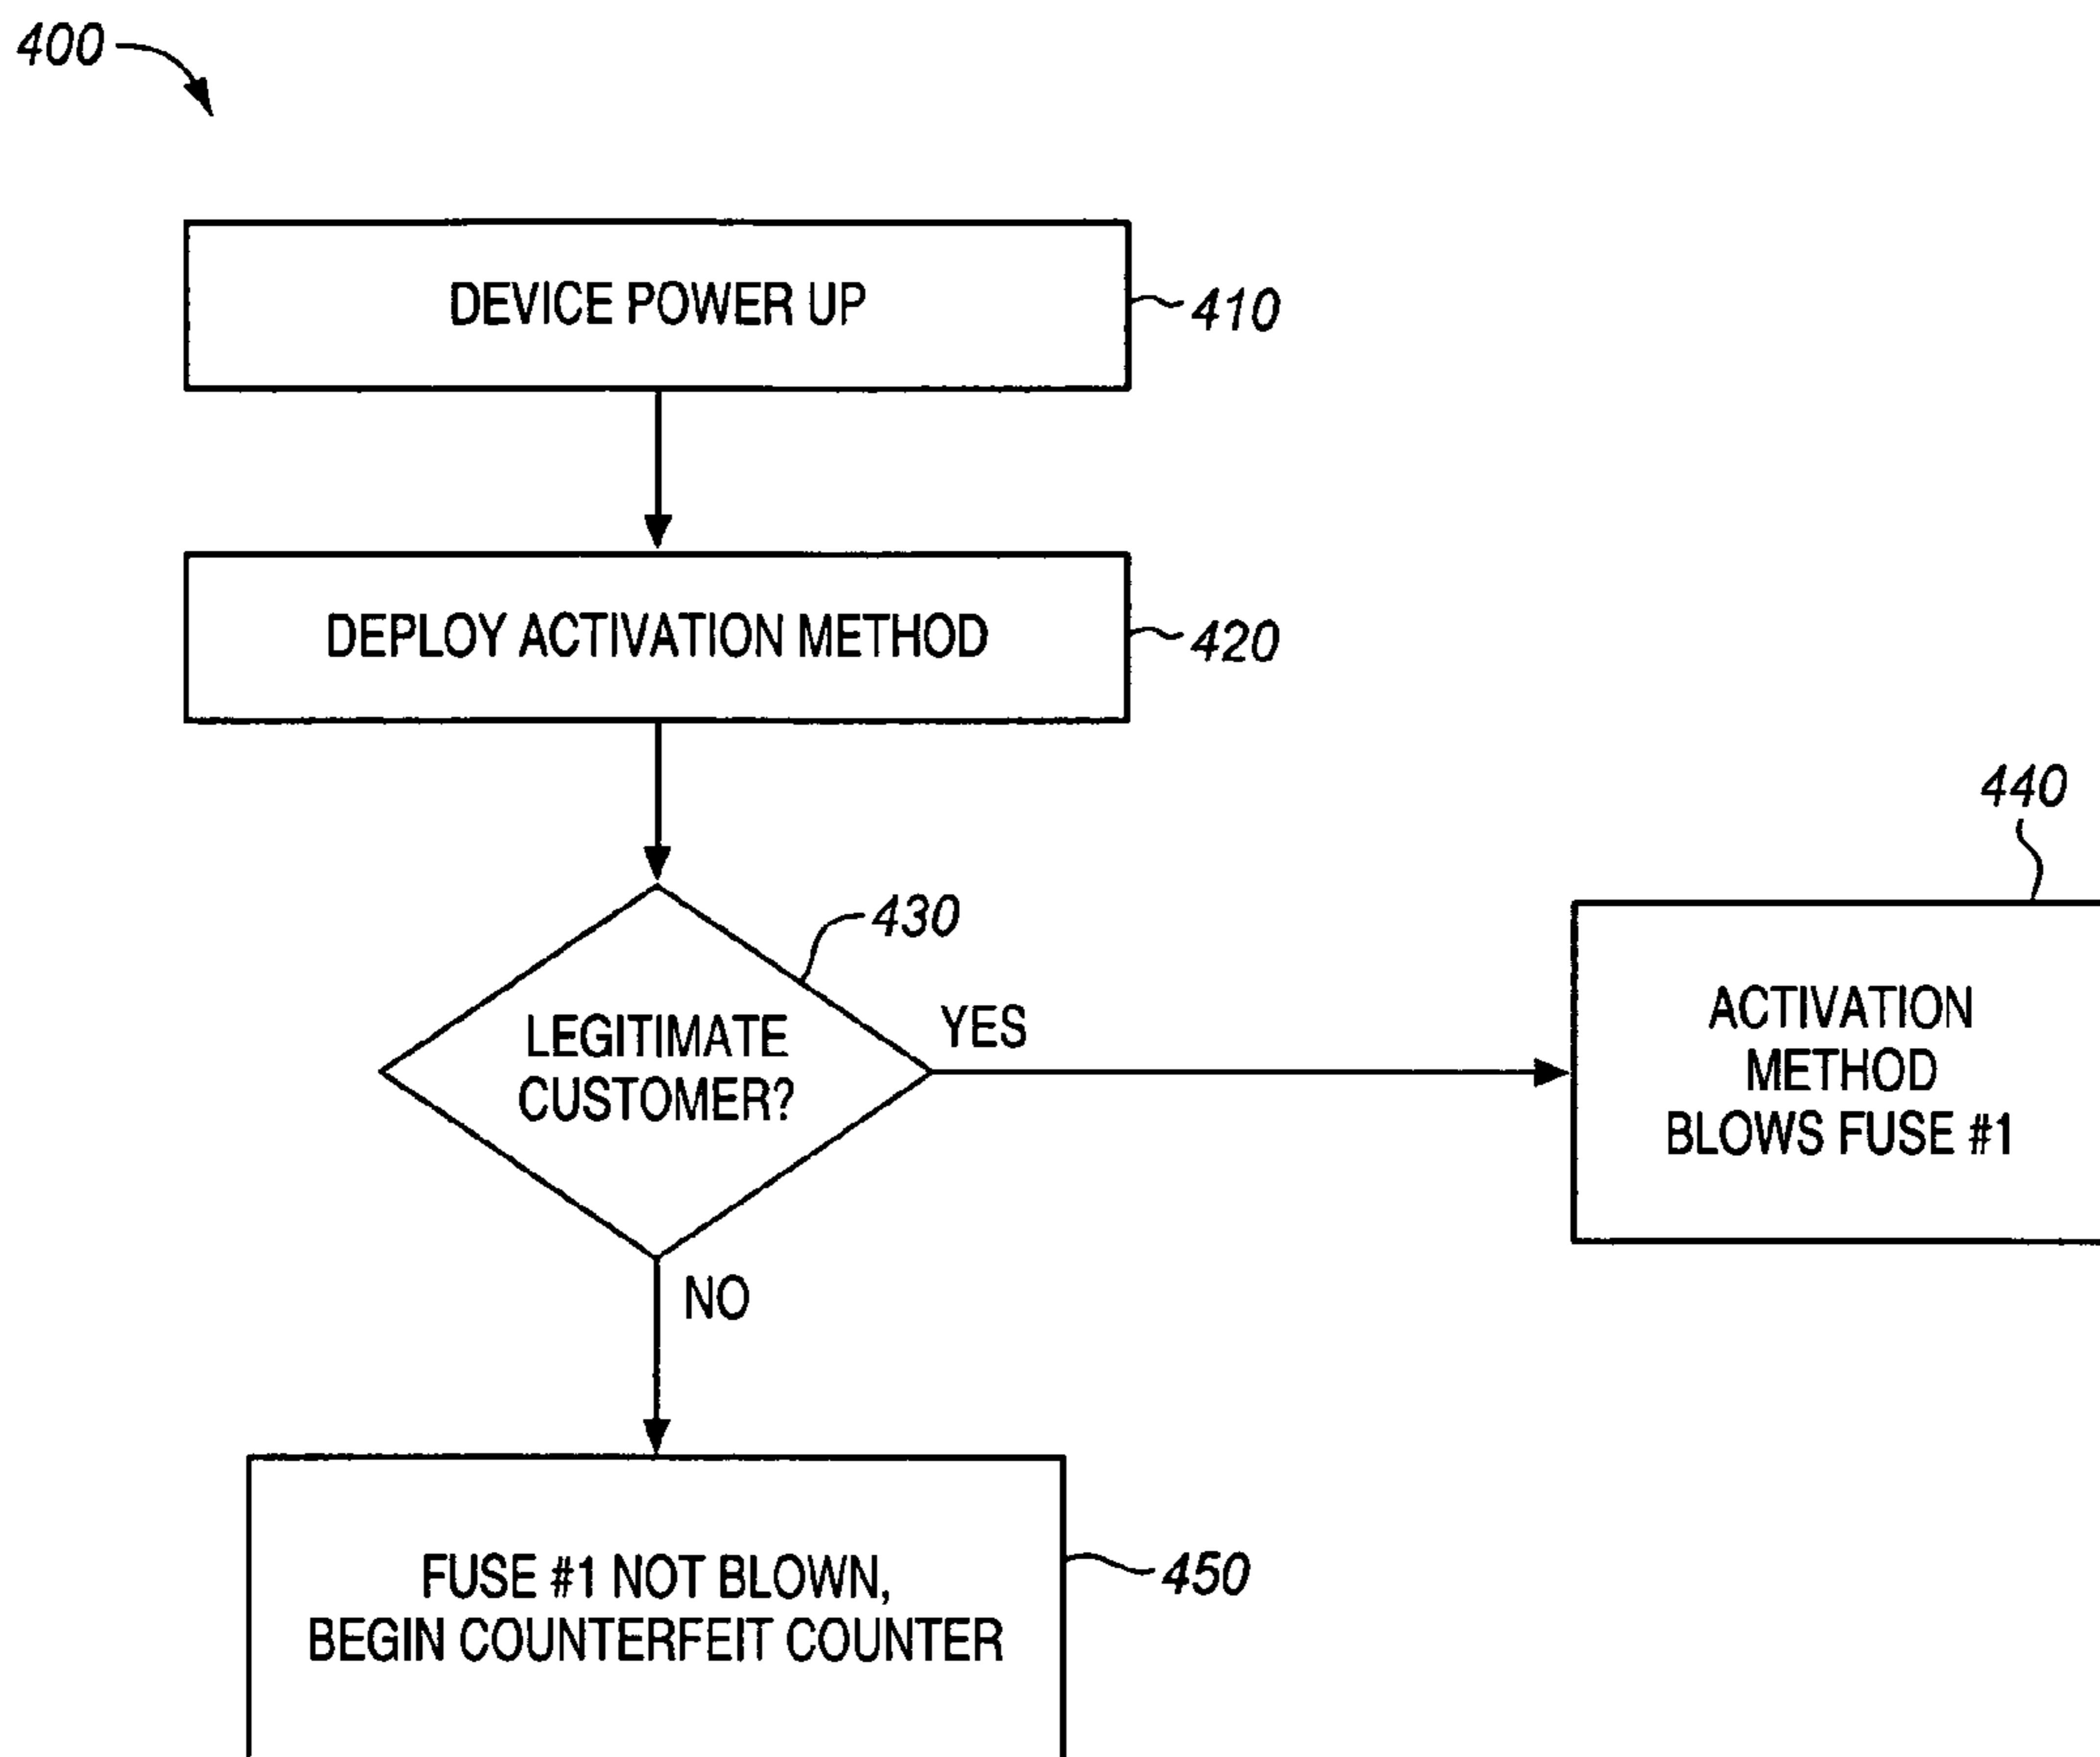 400
DEVICE POWER UP
410
DEPLOY ACTIVATION METHOD
420
440
430
LEGITIMATE
CUSTOMER?
YES
ACTIVATION
METHOD
BLOWS FUSE #1
NO
FUSE #1 NOT BLOWN,
BEGIN COUNTERFEIT COUNTER
450